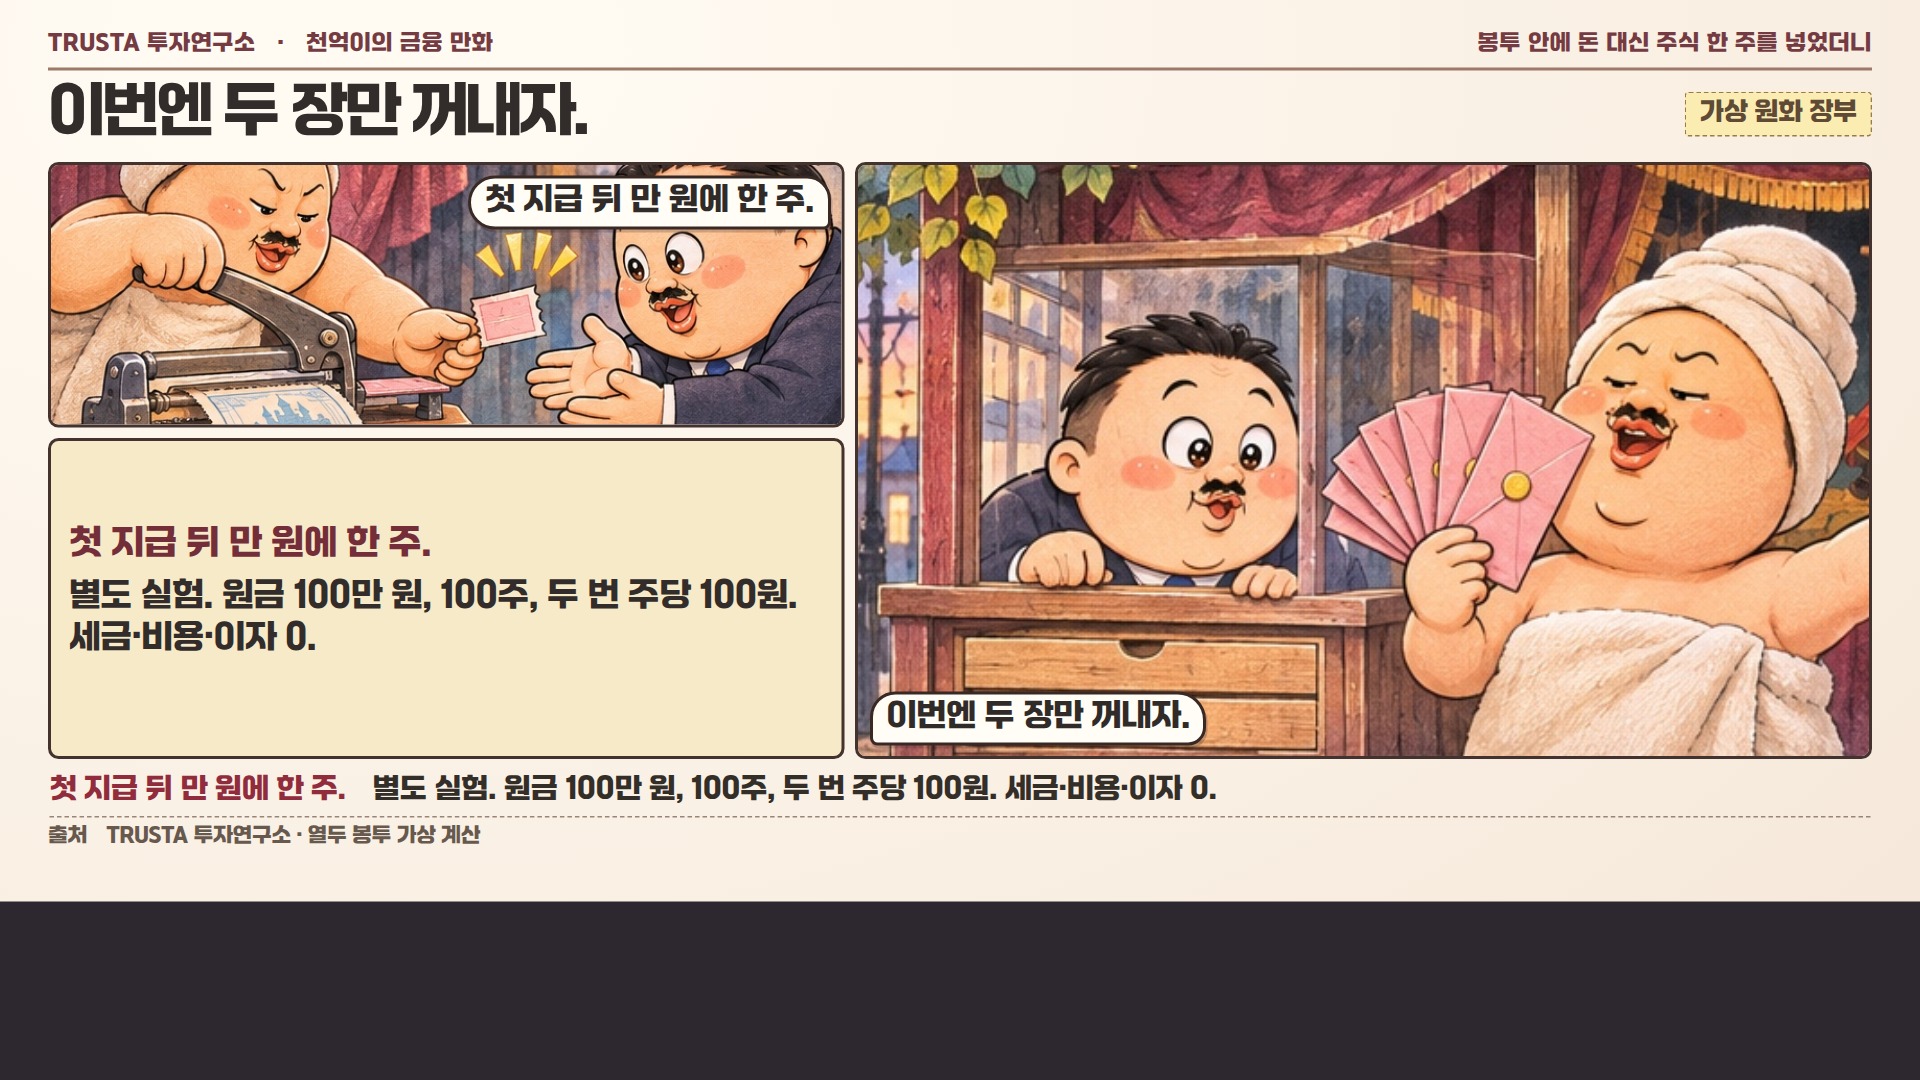 TRUSTA 투자연구소 · 천억이의 금융 만화
봉투 안에 돈 대신 주식 한 주를 넣었더니
이번엔 두 장만 꺼내자.
가상 원화 장부
첫 지급 뒤 만 원에 한 주.
첫 지급 뒤 만 원에 한 주.
별도 실험. 원금 100만 원, 100주, 두 번 주당 100원.
세금·비용·이자 0.
이번엔 두 장만 꺼내자.
첫 지급 뒤 만 원에 한 주. 별도 실험. 원금 100만 원, 100주, 두 번 주당 100원. 세금·비용·이자 0.
출처 TRUSTA 투자연구소 · 열두 봉투 가상 계산